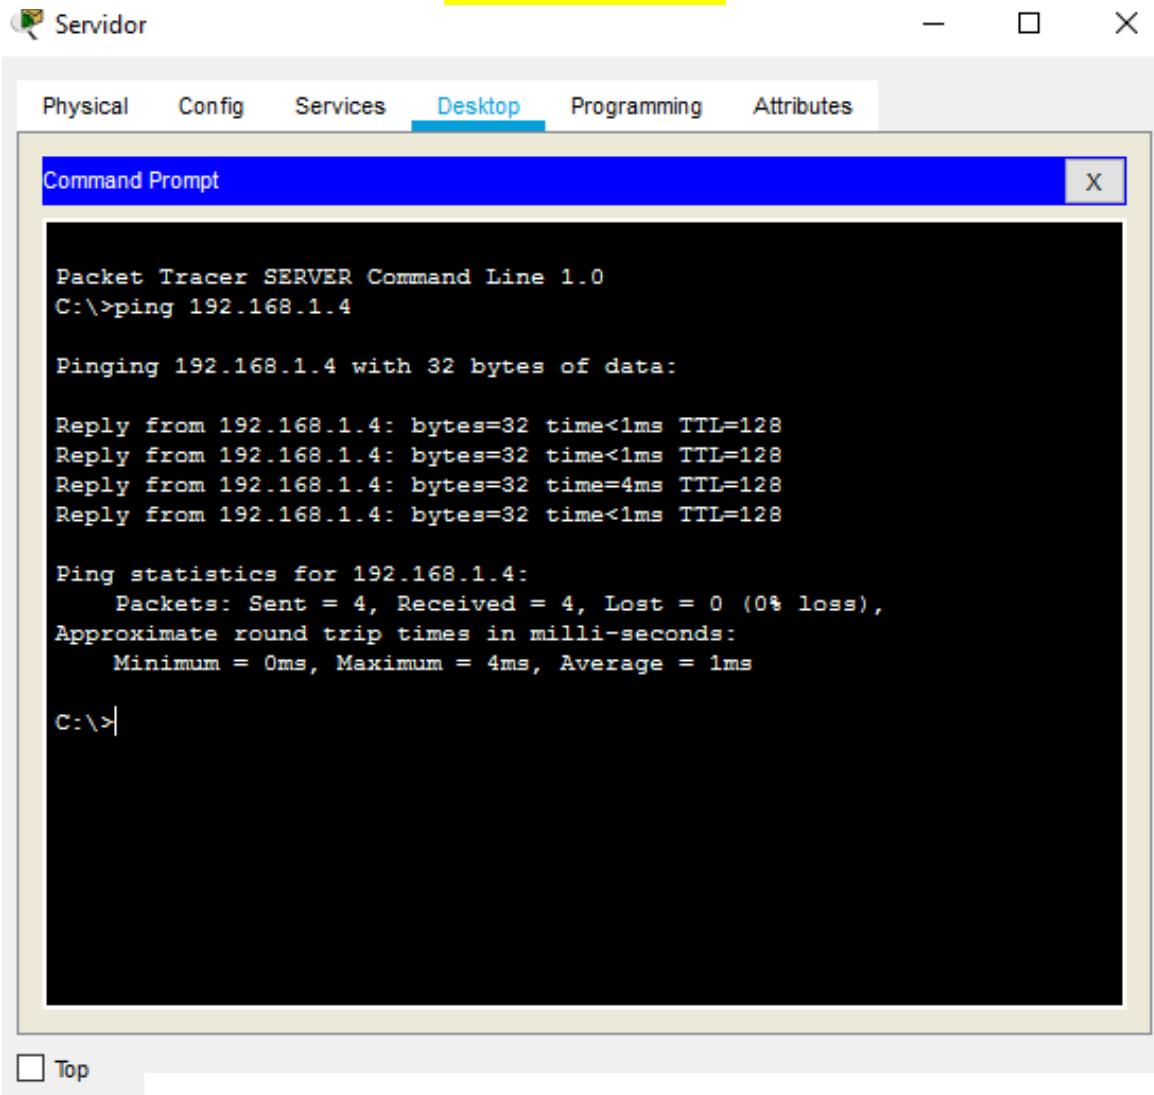 Servidor
Physical Config Services Desktop Programming Attributes
Command Prompt X
Packet Tracer SERVER Command Line 1.0
C:\>ping 192.168.1.4
Pinging 192.168.1.4 with 32 bytes of data:
Reply from 192.168.1.4: bytes=32 time<1ms TTL=128
Reply from 192.168.1.4: bytes=32 time<1ms TTL=128
Reply from 192.168.1.4: bytes=32 time=4ms TTL=128
Reply from 192.168.1.4: bytes=32 time<1ms TTL=128
Ping statistics for 192.168.1.4:
Packets: Sent = 4, Received = 4, Lost = 0 (0% loss),
Approximate round trip times in milli-seconds:
Minimum = 0ms, Maximum = 4ms, Average = 1ms
C:\>
Top